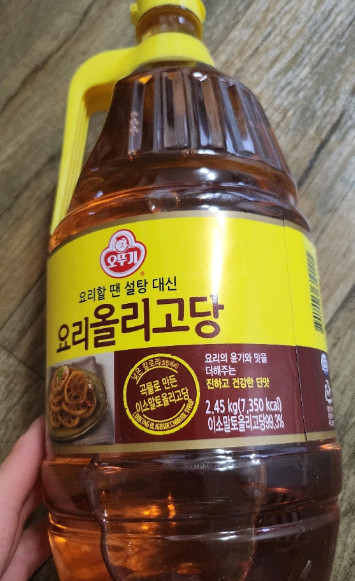 오뚜기
요리할 땐 설탕 대신
요리올리고당
곡물로 만든
이소말토올리고당
요리의 윤기와 맛을
더해주는
진하고 건강한 단맛
2.45 kg(7,350 kcal)
이소말토올리고당99.3%